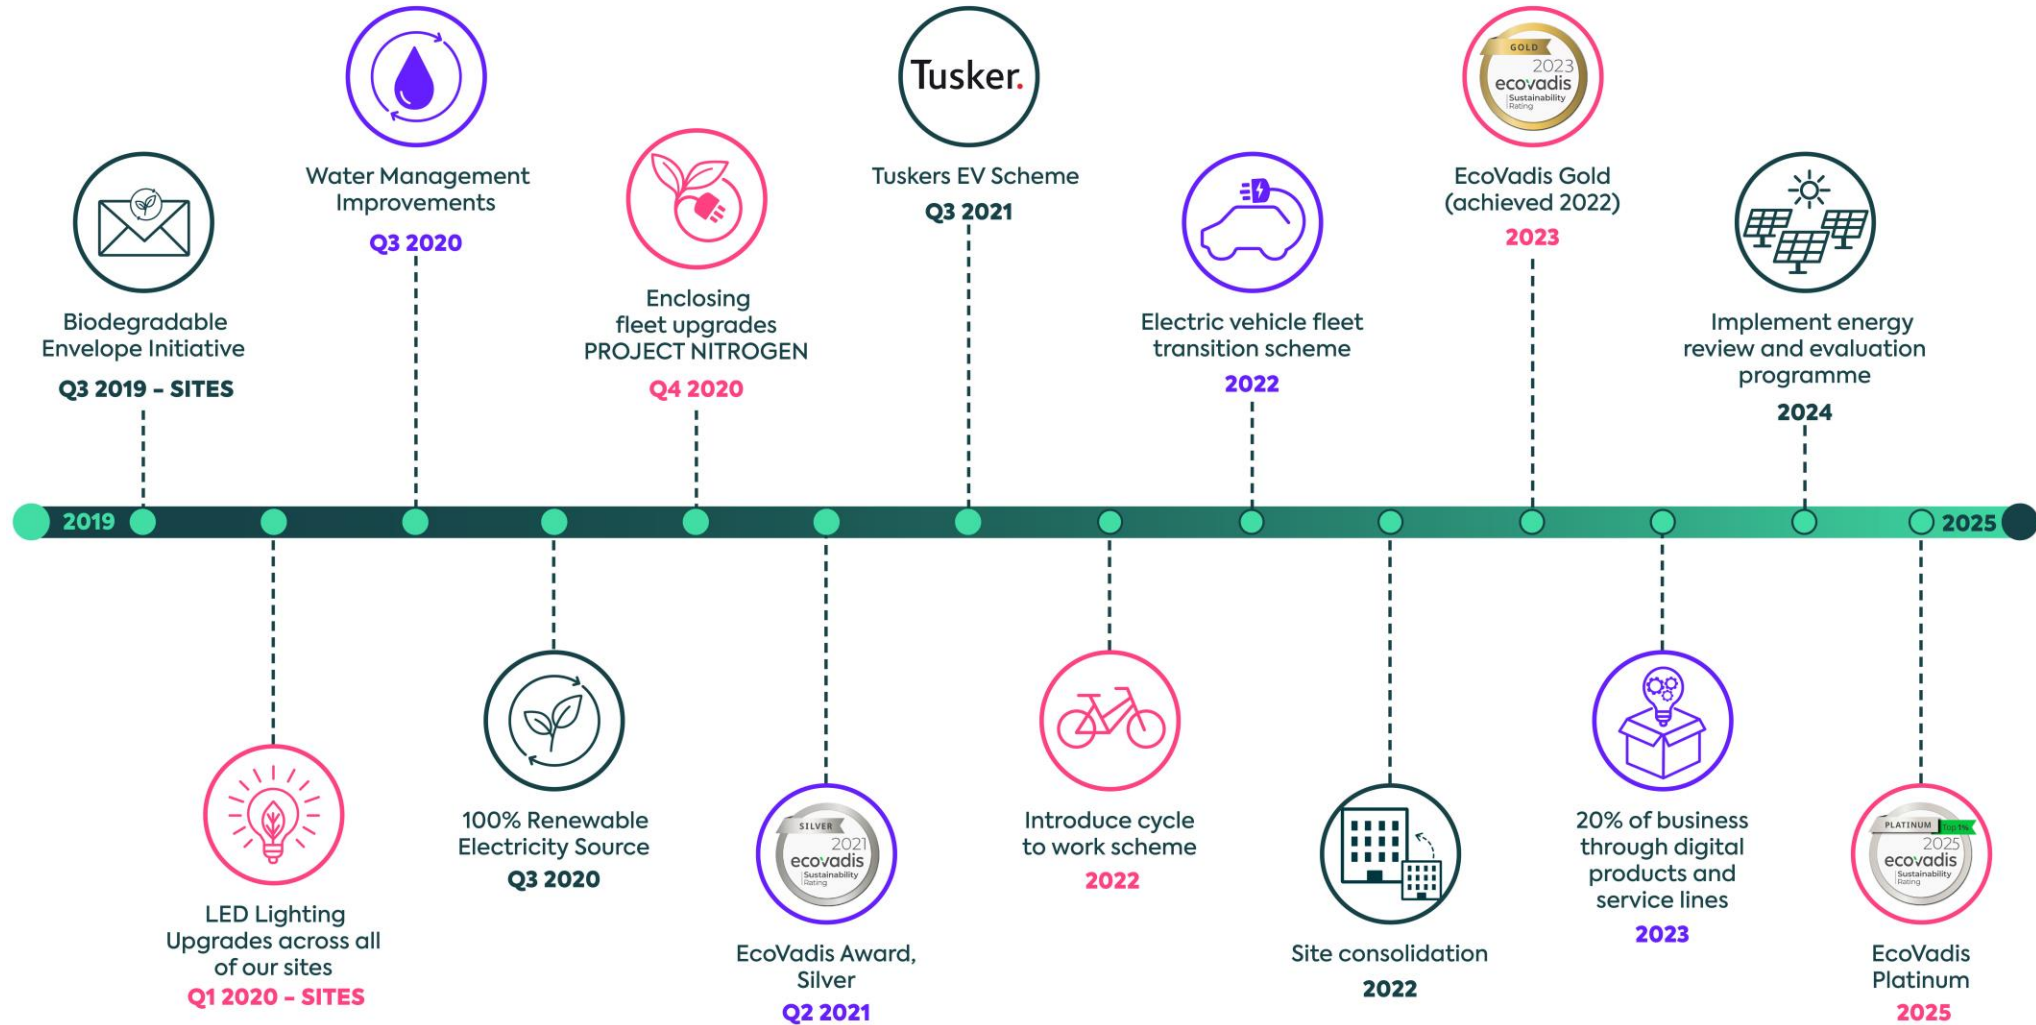 Biodegradable
Envelope Initiative
Q3 2019 - SITES
Water Management
Improvements
Q3 2020
Enclosing
fleet upgrades
PROJECT NITROGEN
Q4 2020
Tusker.
Tuskers EV Scheme
Q3 2021
Electric vehicle fleet
transition scheme
2022
GOLD
2023
ecovadis
Sustainability
Rating
EcoVadis Gold
(achieved 2022)
2023
Implement energy
review and evaluation
programme
2024
2019
2025
LED Lighting
Upgrades across all
of our sites
Q1 2020 - SITES
100% Renewable
Electricity Source
Q3 2020
SILVER
2021
ecovadis
Sustainability
Rating
EcoVadis Award,
Silver
Q2 2021
Introduce cycle
to work scheme
2022
Site consolidation
2022
20% of business
through digital
products and
service lines
2023
PLATINUM Top 1%
2025
ecovadis
Sustainability
Rating
EcoVadis
Platinum
2025